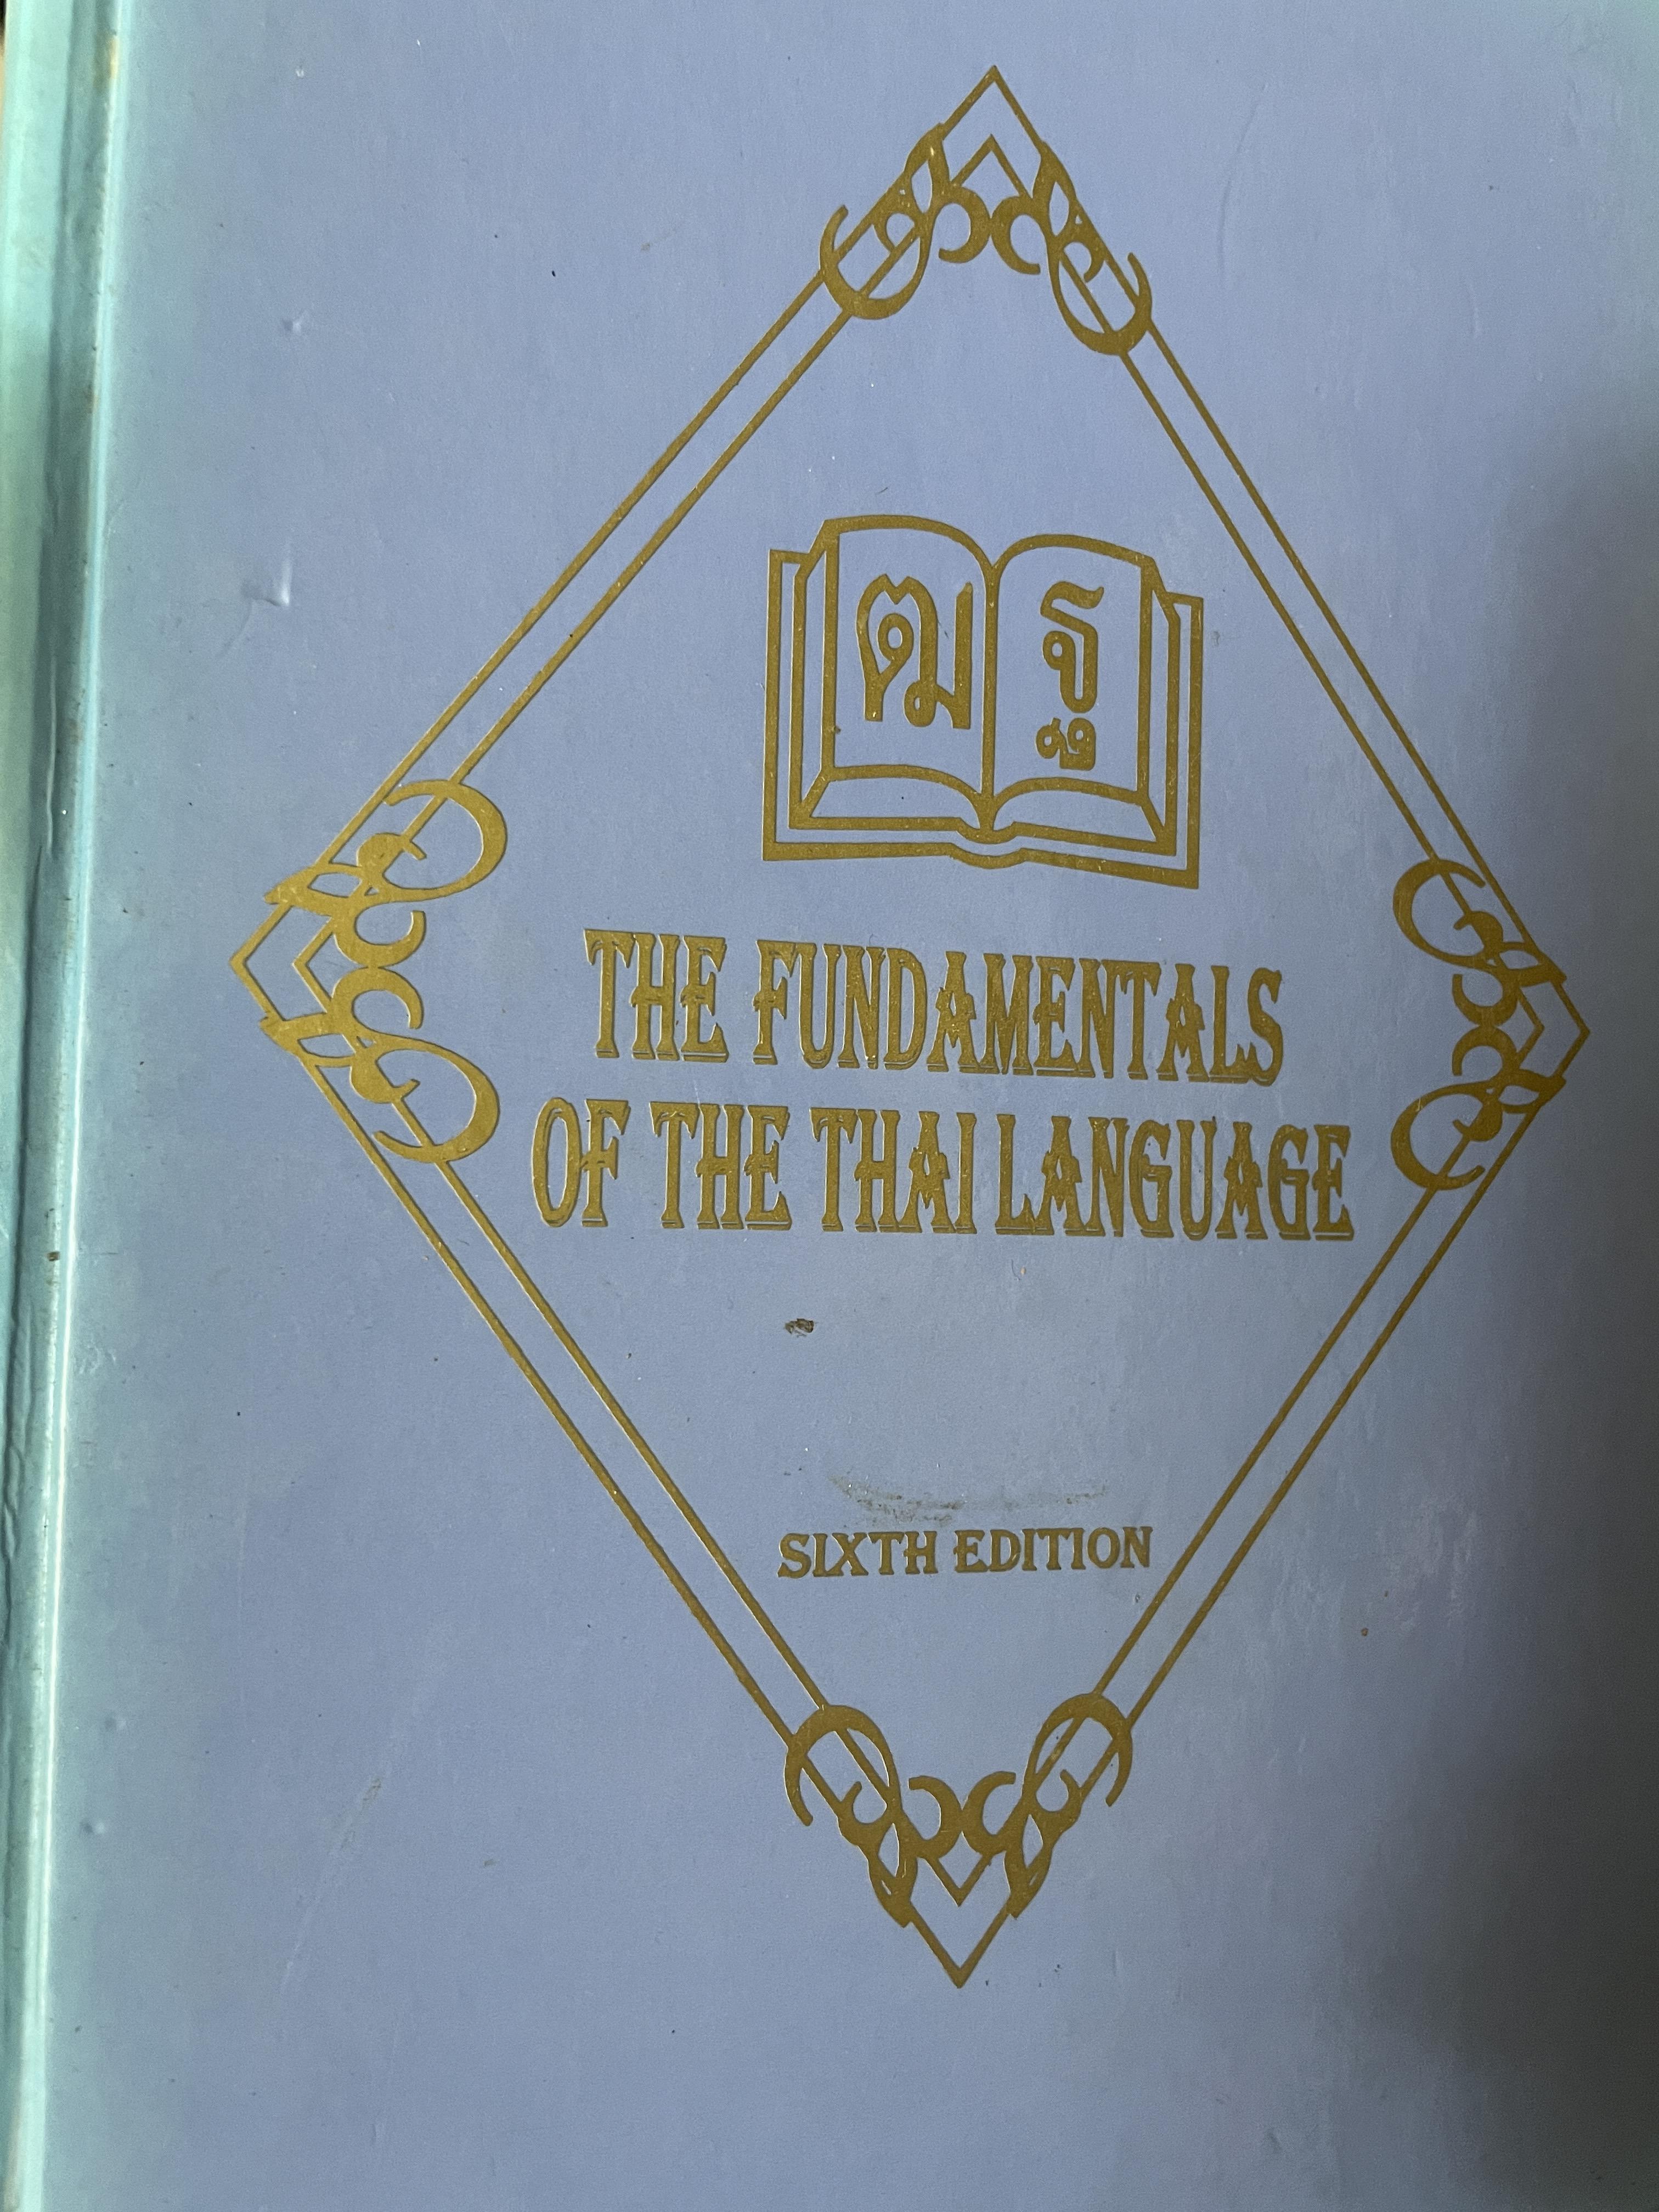 ฒ ฐ
THE FUNDAMENTALS
OF THE THAI LANGUAGE
SIXTH EDITION